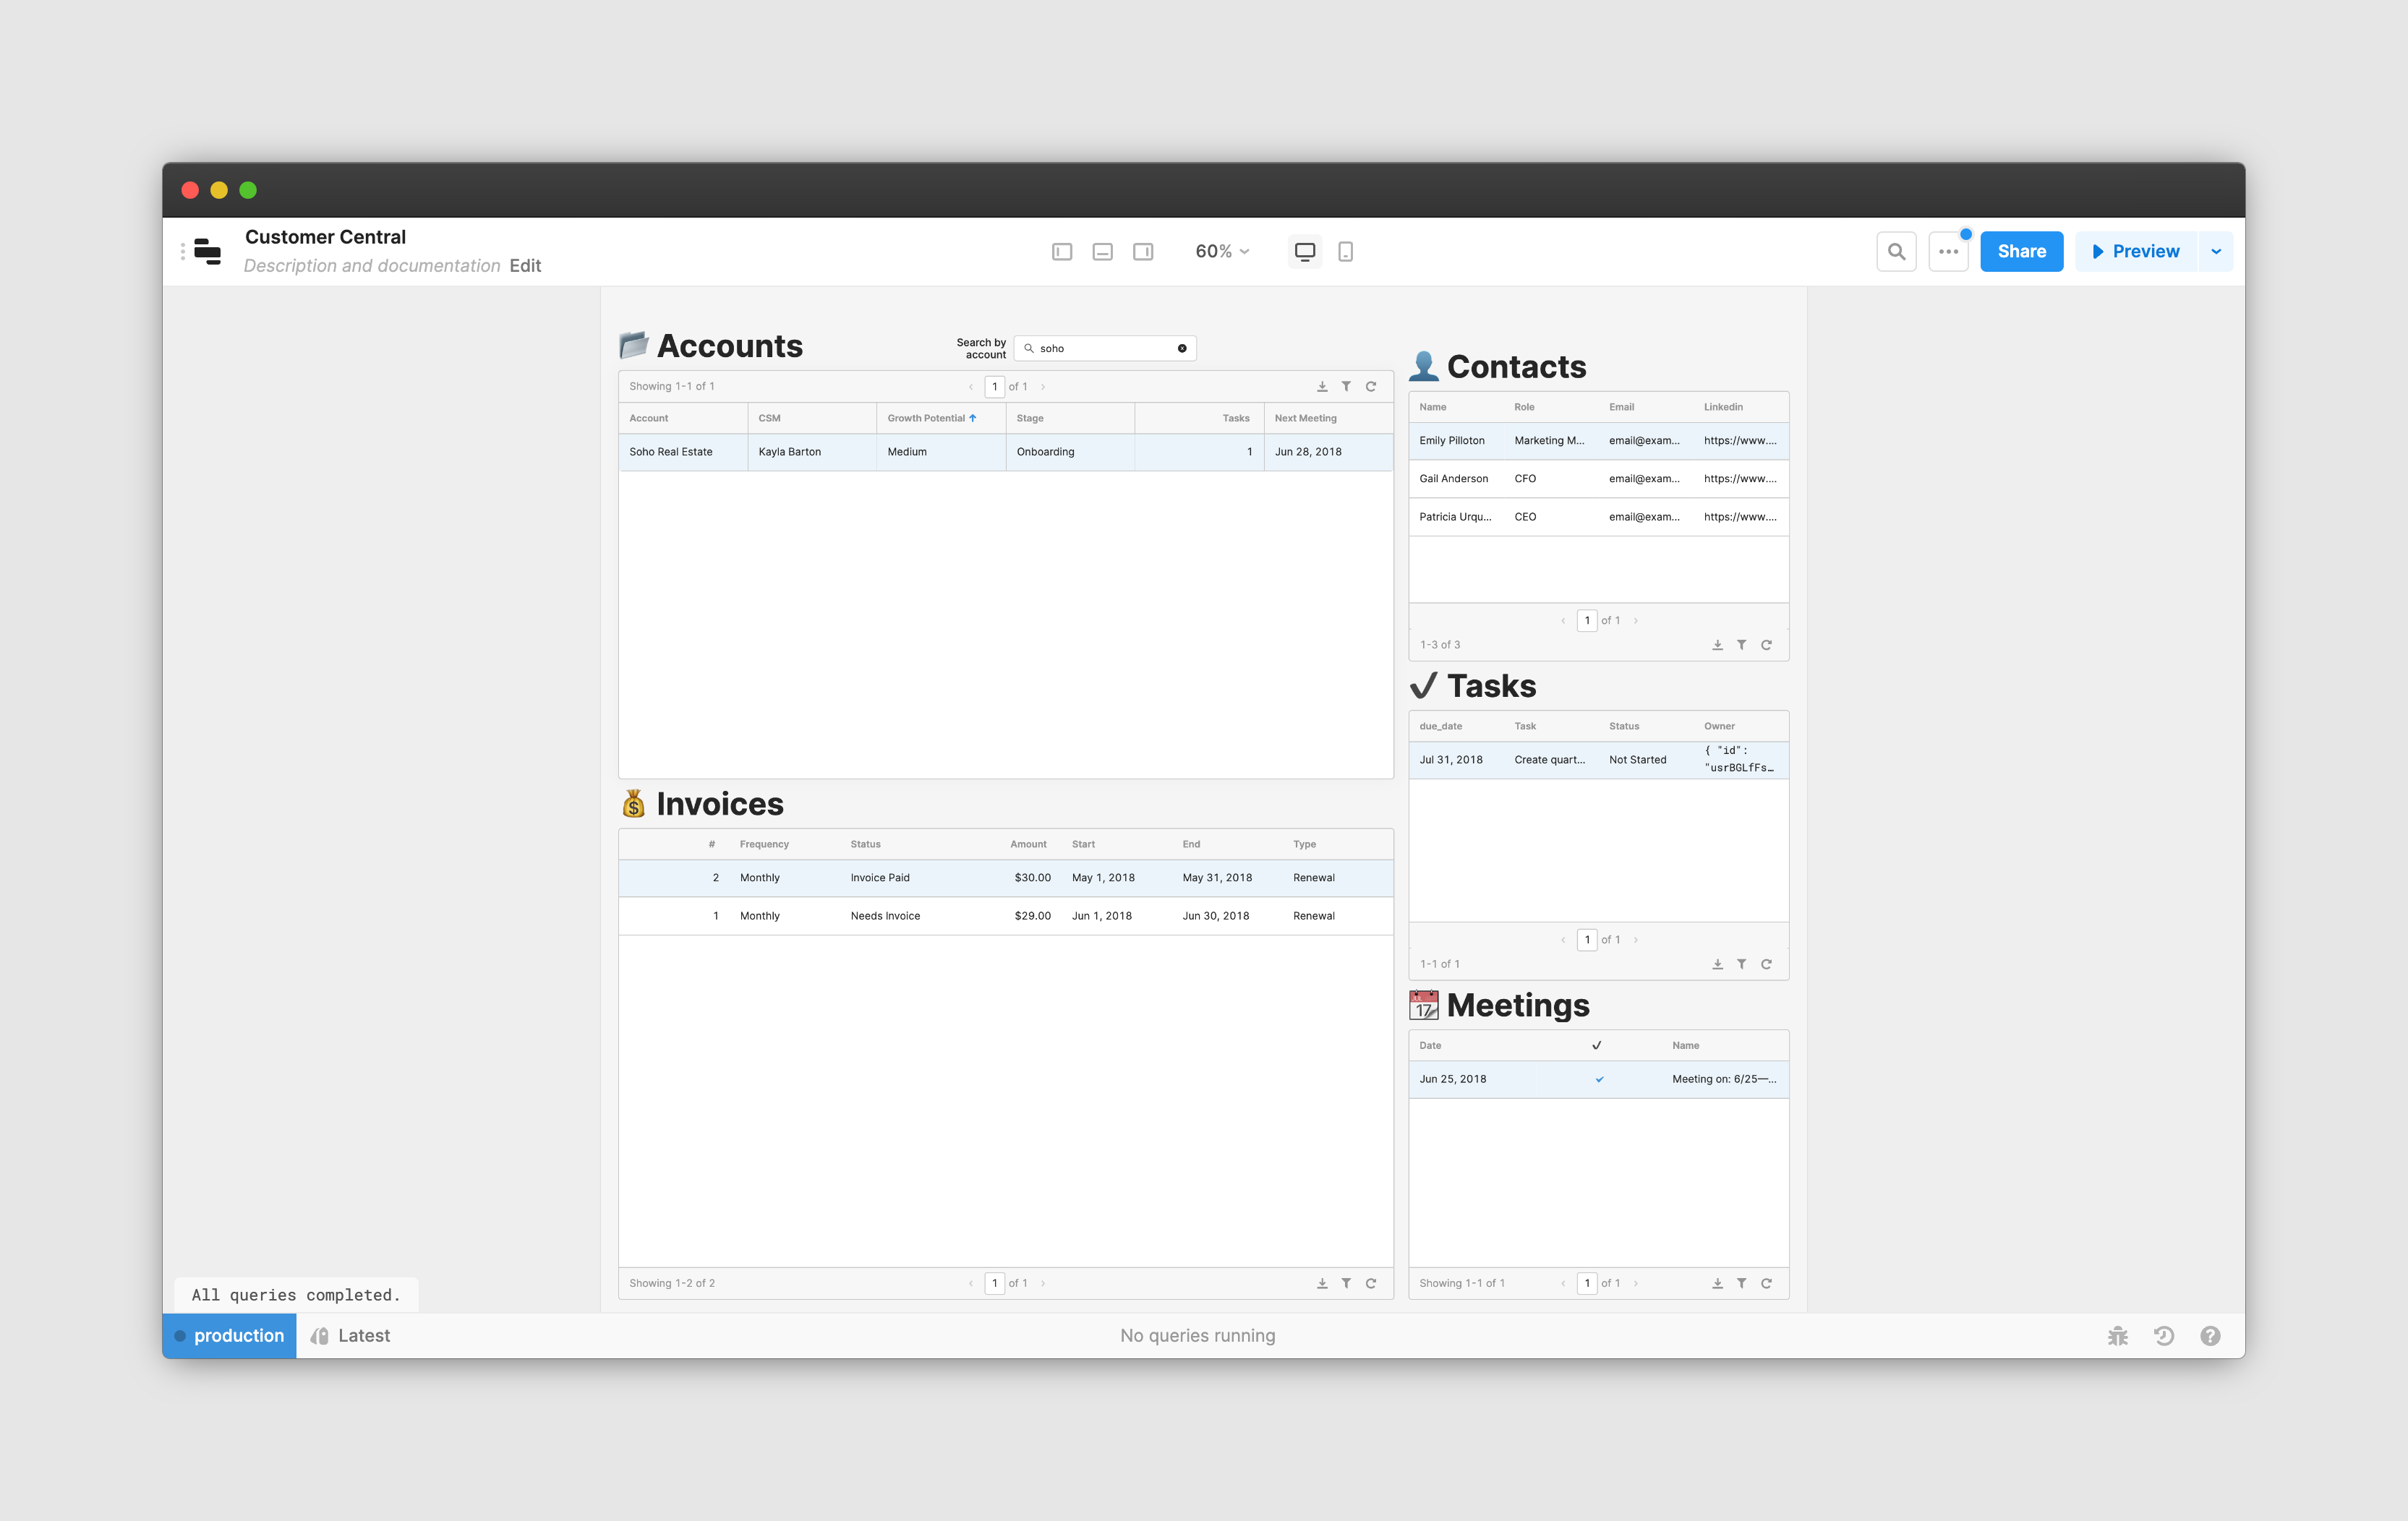 Customer Central
Description and documentation Edit
60%
Share
Preview
Accounts
Search by account
soho
Showing 1-1 of 1
1 of 1
Account CSM Growth Potential Stage Tasks Next Meeting
Soho Real Estate Kayla Barton Medium Onboarding 1 Jun 28, 2018
Invoices
# Frequency Status Amount Start End Type
2 Monthly Invoice Paid $30.00 May 1, 2018 May 31, 2018 Renewal
1 Monthly Needs Invoice $29.00 Jun 1, 2018 Jun 30, 2018 Renewal
Showing 1-2 of 2
1 of 1
Contacts
Name Role Email Linkedin
Emily Pilloton Marketing M... email@exam... https://www....
Gail Anderson CFO email@exam... https://www....
Patricia Urqu... CEO email@exam... https://www....
1 of 1
1-3 of 3
Tasks
due_date Task Status Owner
Jul 31, 2018 Create quart... Not Started { "id": "usrBGLfFs...
1 of 1
1-1 of 1
17
Meetings
Date ✓ Name
Jun 25, 2018 Meeting on: 6/25—...
Showing 1-1 of 1
1 of 1
All queries completed.
production
Latest
No queries running